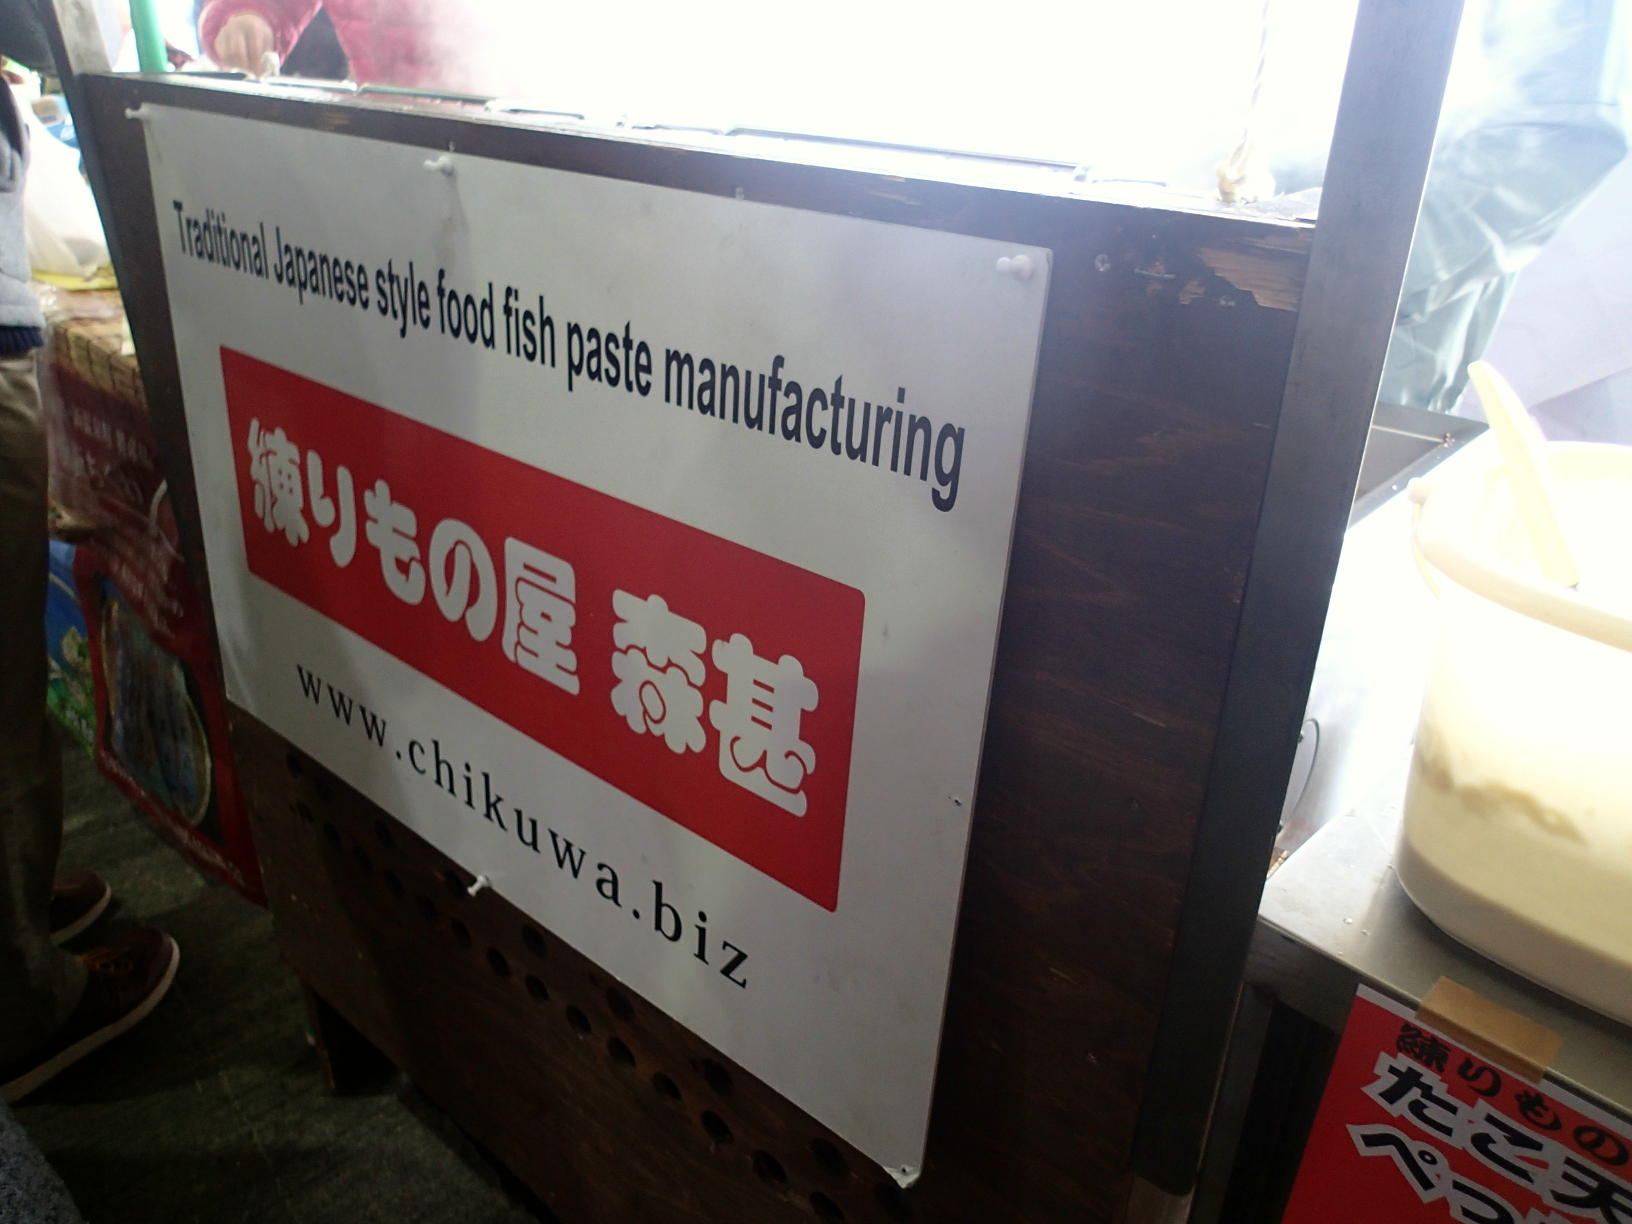 Traditional Japanese style food fish paste manufacturing
練りもの屋 森甚
www.chikuwa.biz
練りもの
たこ天
ぺっ